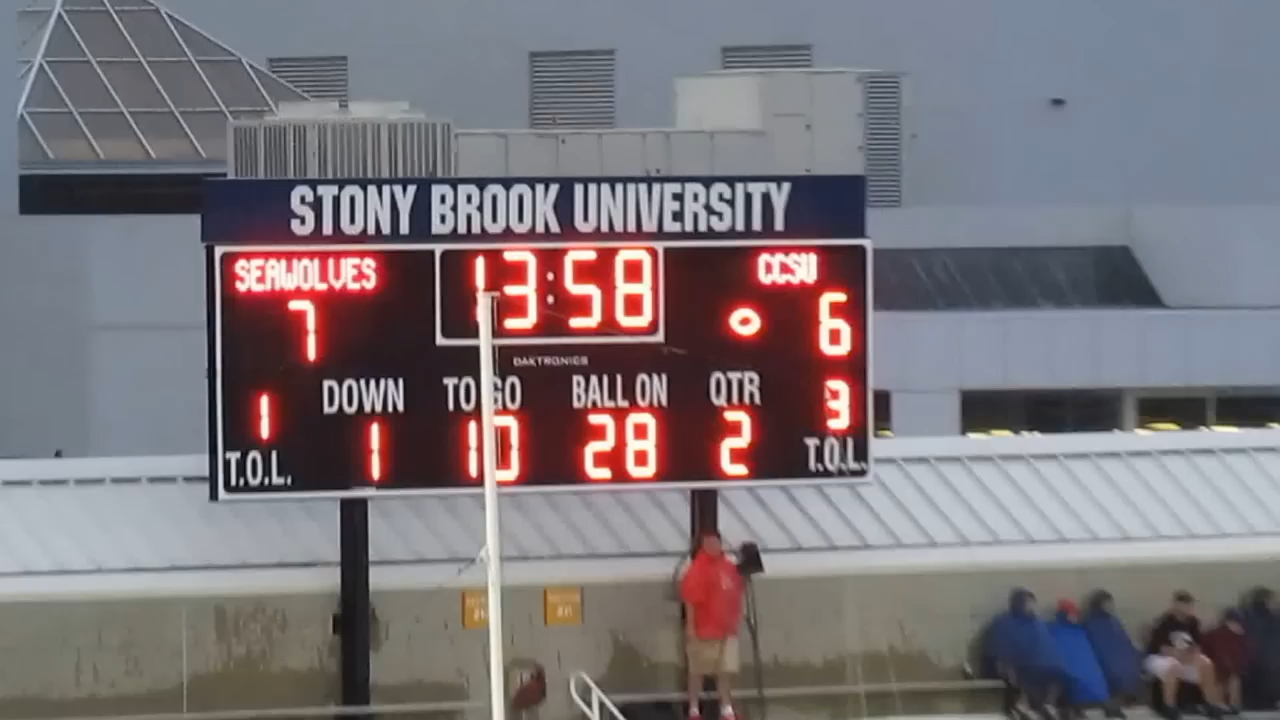 STONY BROOK UNIVERSITY
SEAWOLVES 13:58 CCSU
7 6
DAKTRONICS
DOWN TO GO BALL ON QTR
1 1 10 28 2 3
T.O.L. T.O.L.